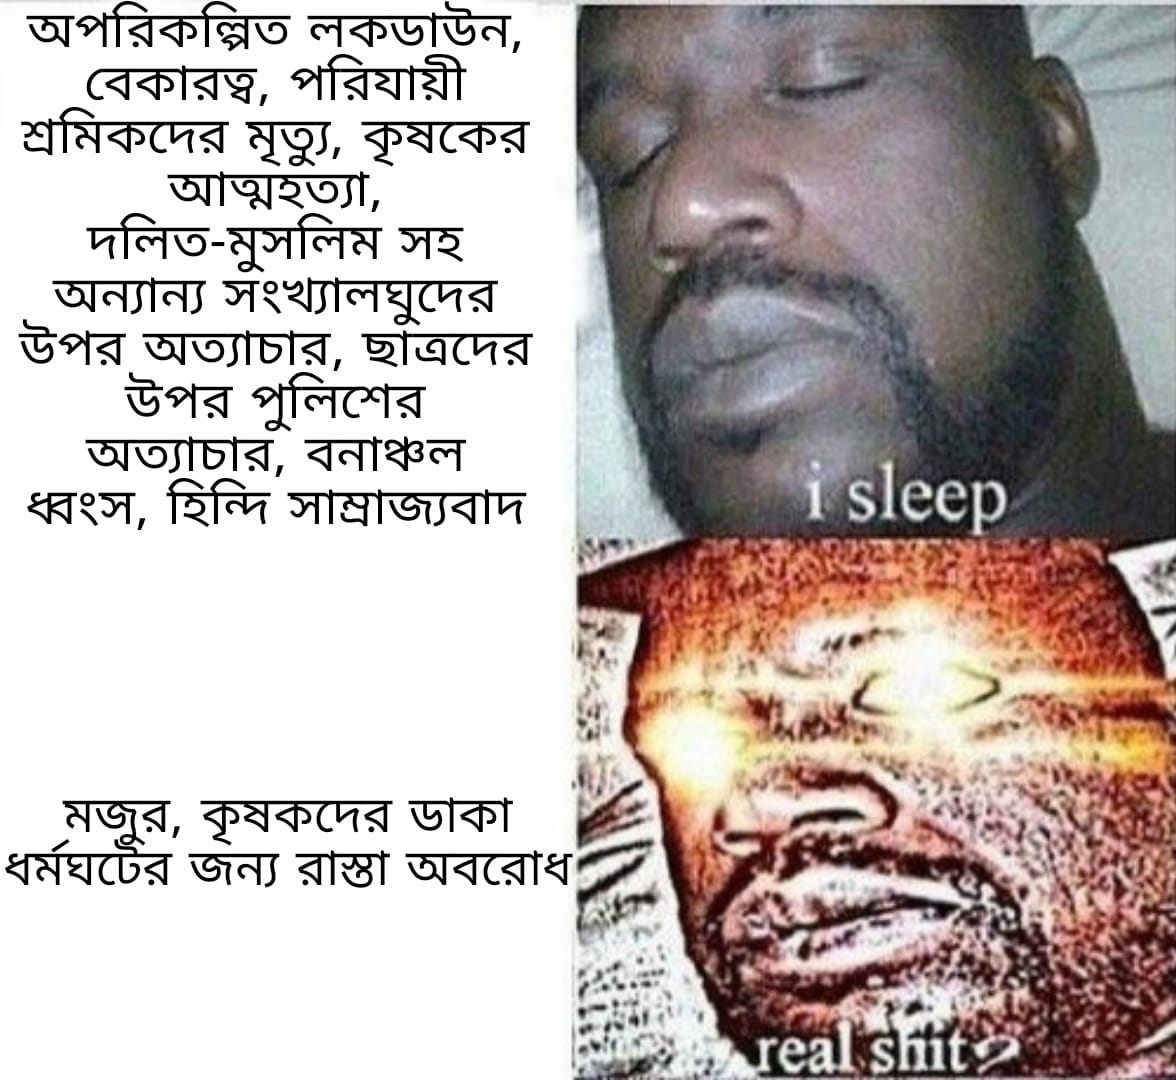 অপরিকল্পিত লকডাউন,
বেকারত্ব, পরিযায়ী
শ্রমিকদের মৃত্যু, কৃষকের
আত্মহত্যা,
দলিত-মুসলিম সহ
অন্যান্য সংখ্যালঘুদের
উপর অত্যাচার, ছাত্রদের
উপর পুলিশের
অত্যাচার, বনাঞ্চল
ধ্বংস, হিন্দি সাম্রাজ্যবাদ
i sleep
মজুর, কৃষকদের ডাকা
ধর্মঘটের জন্য রাস্তা অবরোধ
real shit?